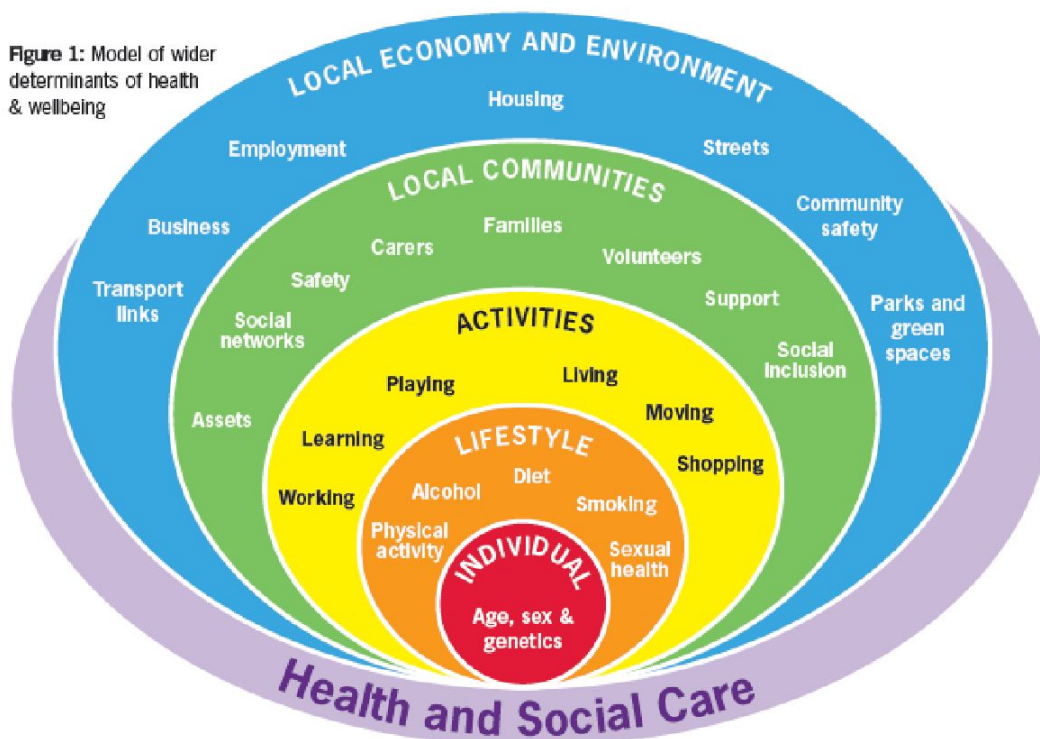 Figure 1: Model of wider
determinants of health
& wellbeing
LOCAL ECONOMY AND ENVIRONMENT
Housing
Employment
Streets
Business
Community
safety
Transport
links
Parks and
green
spaces
LOCAL COMMUNITIES
Families
Carers
Volunteers
Safety
Support
Social
networks
Social
inclusion
Assets
ACTIVITIES
Living
Playing
Moving
Learning
Shopping
Working
LIFESTYLE
Diet
Alcohol
Smoking
Physical
activity
Sexual
health
INDIVIDUAL
Age, sex &
genetics
Health and Social Care